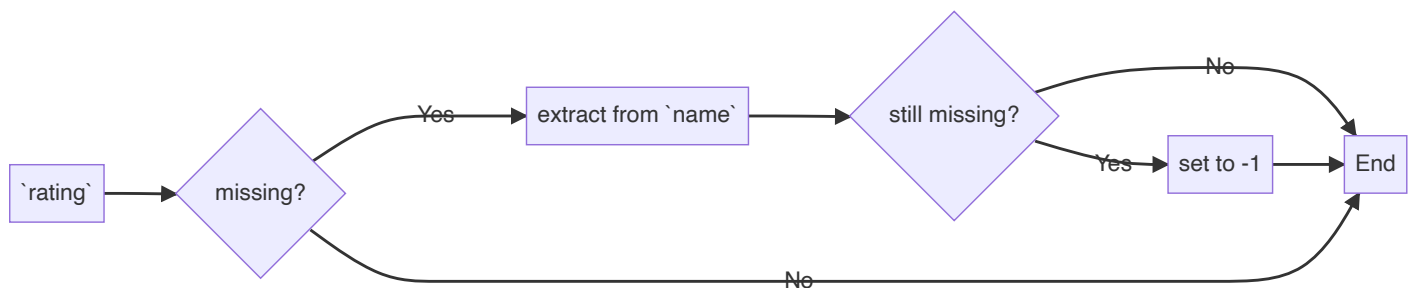 `rating`
missing?
Yes
No
extract from `name`
still missing?
No
Yes
set to -1
End